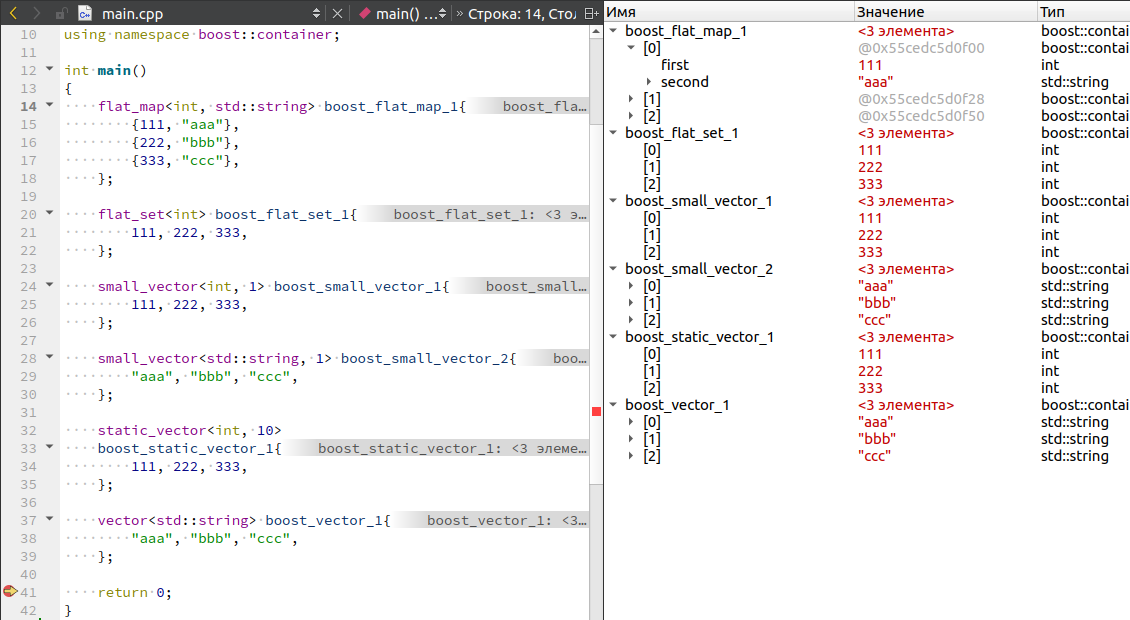 main.cpp main() ... » Строка: 14, Стол
10 using namespace boost::container;
11
12 int main()
13 {
14 flat_map<int, std::string> boost_flat_map_1{ boost_fla...
15 {111, "aaa"},
16 {222, "bbb"},
17 {333, "ccc"},
18 };
19
20 flat_set<int> boost_flat_set_1{ boost_flat_set_1: <3 э...
21 111, 222, 333,
22 };
23
24 small_vector<int, 1> boost_small_vector_1{ boost_small...
25 111, 222, 333,
26 };
27
28 small_vector<std::string, 1> boost_small_vector_2{ boo...
29 "aaa", "bbb", "ccc",
30 };
31
32 static_vector<int, 10>
33 boost_static_vector_1{ boost_static_vector_1: <3 элеме...
34 111, 222, 333,
35 };
36
37 vector<std::string> boost_vector_1{ boost_vector_1: <3...
38 "aaa", "bbb", "ccc",
39 };
40
41 return 0;
42 }
Имя Значение Тип
boost_flat_map_1 <3 элемента> boost::contai
[0] @0x55cedc5d0f00
first 111 int
second "aaa" std::string
[1] @0x55cedc5d0f28 boost::contai
[2] @0x55cedc5d0f50 boost::contai
boost_flat_set_1 <3 элемента> boost::contai
[0] 111 int
[1] 222 int
[2] 333 int
boost_small_vector_1 <3 элемента> boost::contai
[0] 111 int
[1] 222 int
[2] 333 int
boost_small_vector_2 <3 элемента> boost::contai
[0] "aaa" std::string
[1] "bbb" std::string
[2] "ccc" std::string
boost_static_vector_1 <3 элемента> boost::contai
[0] 111 int
[1] 222 int
[2] 333 int
boost_vector_1 <3 элемента> boost::contai
[0] "aaa" std::string
[1] "bbb" std::string
[2] "ccc" std::string